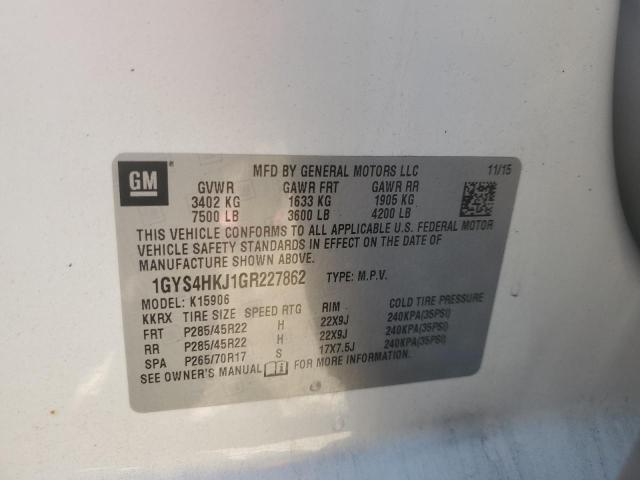 GM
MFD BY GENERAL MOTORS LLC 11/15
GVWR GAWR FRT GAWR RR
3402 KG 1633 KG 1905 KG
7500 LB 3600 LB 4200 LB
THIS VEHICLE CONFORMS TO ALL APPLICABLE U.S. FEDERAL MOTOR
VEHICLE SAFETY STANDARDS IN EFFECT ON THE DATE OF
MANUFACTURE SHOWN ABOVE.
1GYS4HKJ1GR227862 TYPE: M.P.V.
MODEL: K15906
KKRX TIRE SIZE SPEED RTG RIM COLD TIRE PRESSURE
FRT P285/45R22 H 22X9J 240KPA(35PSI)
RR P285/45R22 H 22X9J 240KPA(35PSI)
SPA P265/70R17 S 17X7.5J 240KPA(35PSI)
SEE OWNER'S MANUAL FOR MORE INFORMATION.